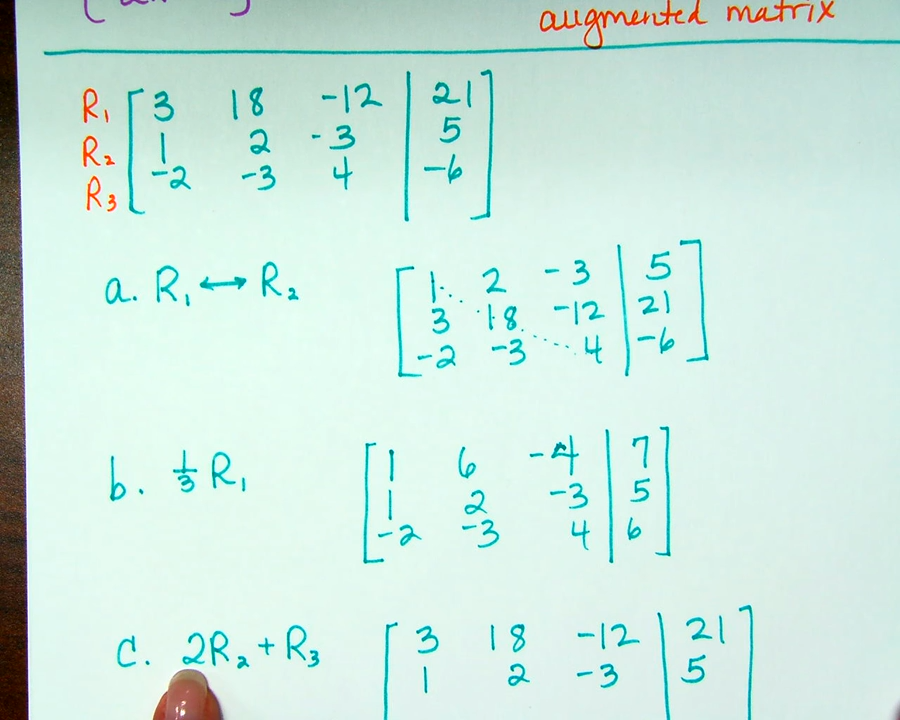 augmented matrix
R₁ [ 3 18 -12 | 21 ]
R₂ [ 1 2 -3 | 5 ]
R₃ [ -2 -3 4 | -6 ]
a. R₁ ↔ R₂
[ 1 2 -3 | 5 ]
[ 3 18 -12 | 21 ]
[ -2 -3 4 | -6 ]
b. ⅓ R₁
[ 1 6 -4 | 7 ]
[ 1 2 -3 | 5 ]
[ -2 -3 4 | 6 ]
c. 2R₂ + R₃
[ 3 18 -12 | 21 ]
[ 1 2 -3 | 5 ]